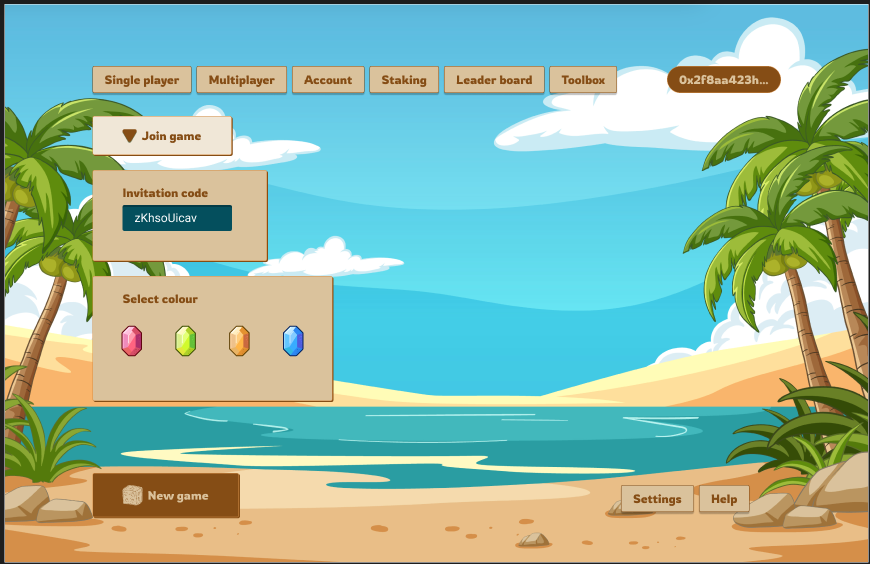 Single player
Multiplayer
Account
Staking
Leader board
Toolbox
0x2f8aa423h...
Join game
Invitation code
zKhsoUicav
Select colour
New game
Settings
Help